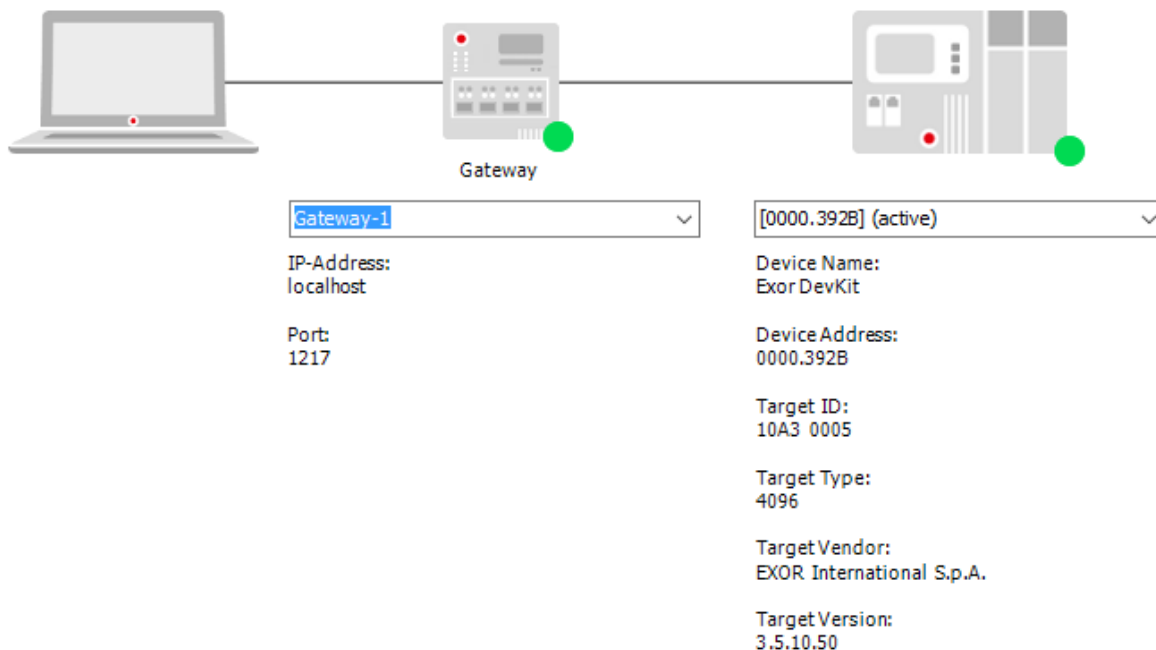 Gateway
Gateway-1
IP-Address:
localhost
Port:
1217
[0000.392B] (active)
Device Name:
Exor DevKit
Device Address:
0000.392B
Target ID:
10A3 0005
Target Type:
4096
Target Vendor:
EXOR International S.p.A.
Target Version:
3.5.10.50